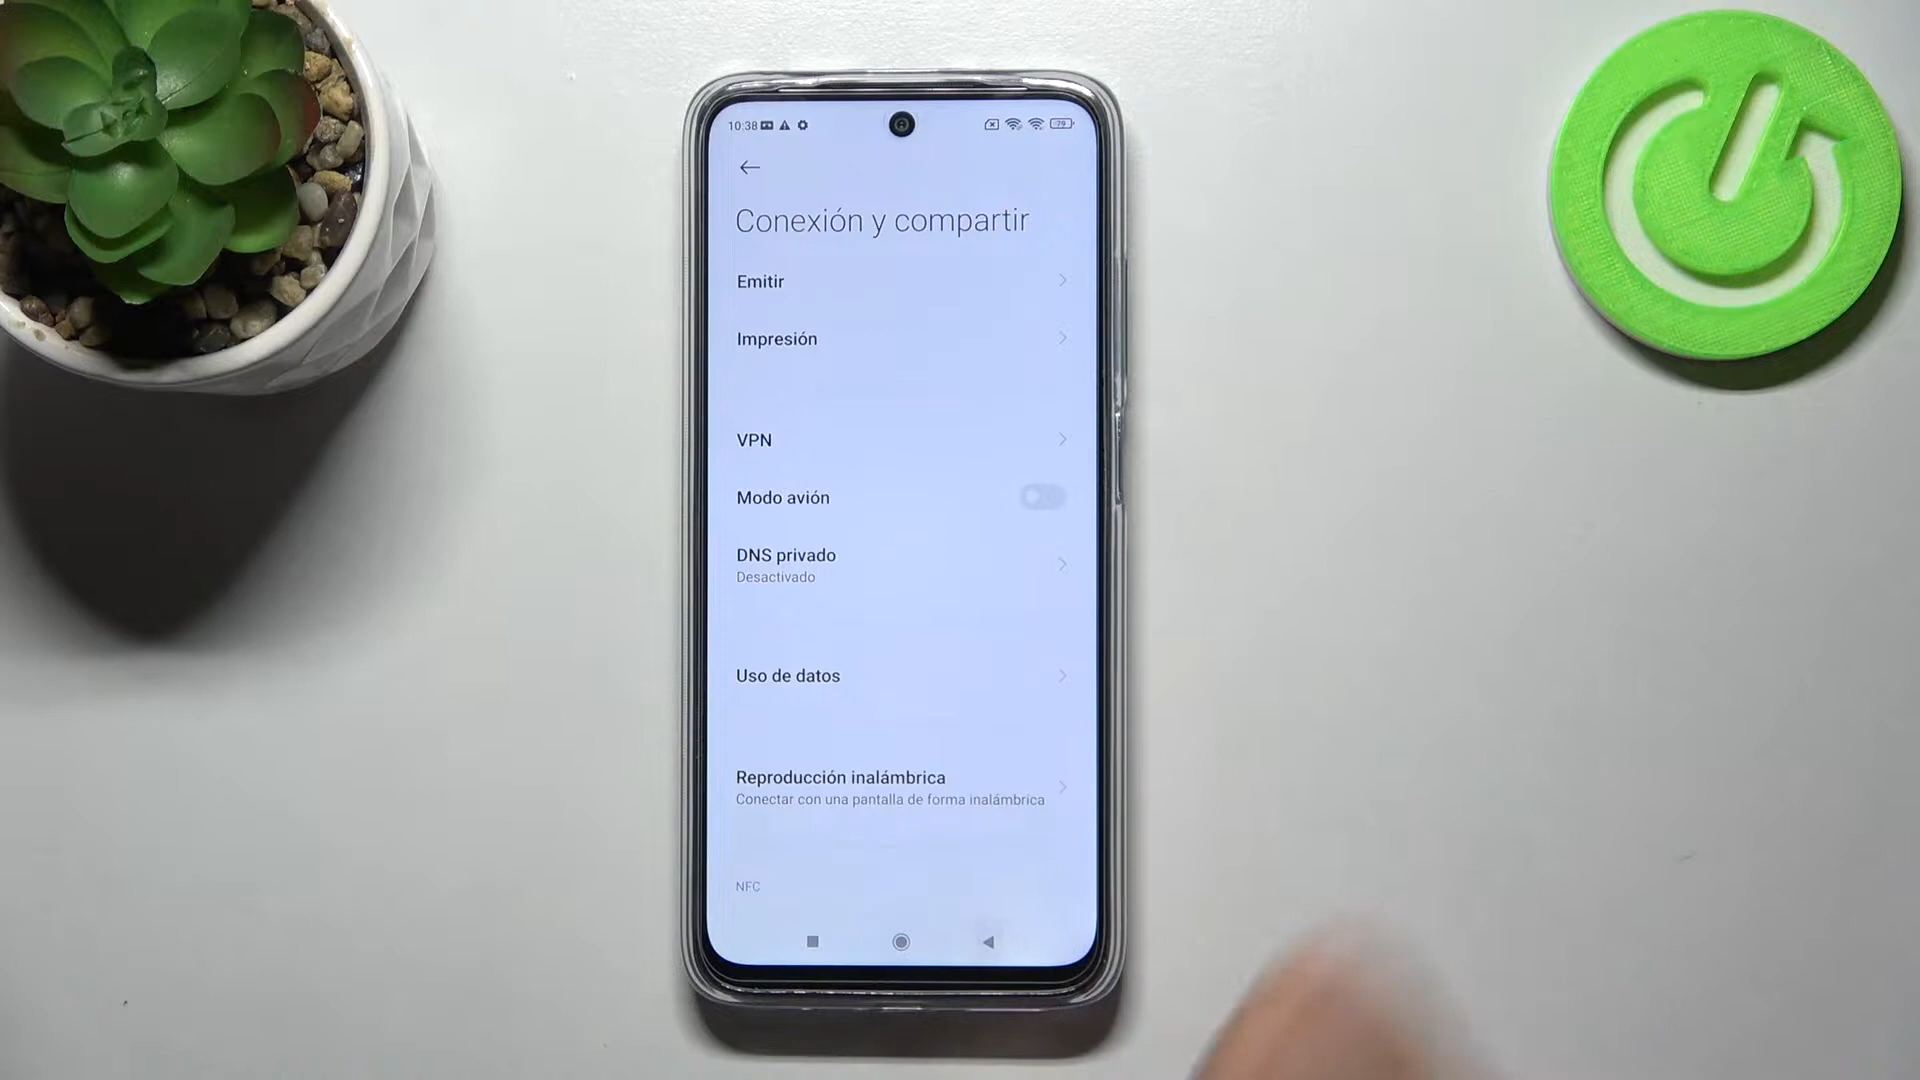 10:38
79
Conexión y compartir
Emitir
Impresión
VPN
Modo avión
DNS privado
Desactivado
Uso de datos
Reproducción inalámbrica
Conectar con una pantalla de forma inalámbrica
NFC